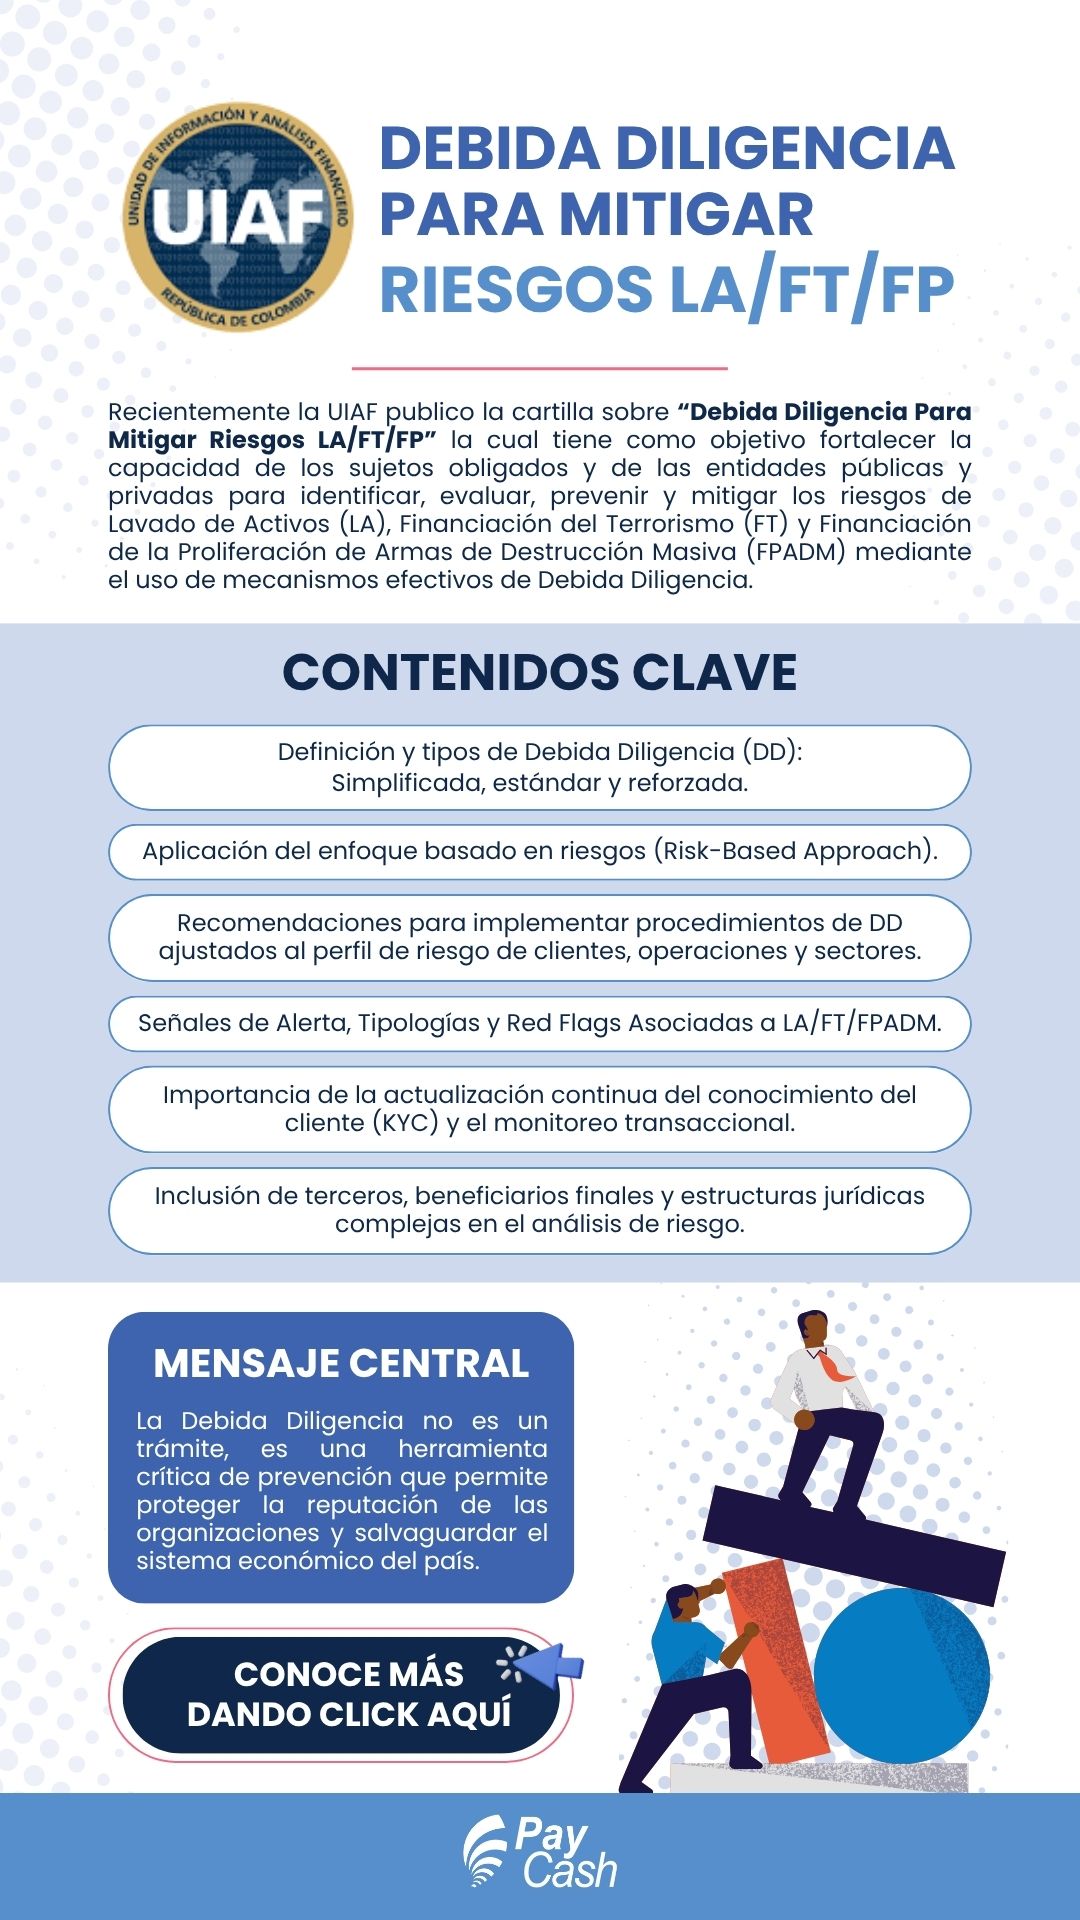 UNIDAD DE INFORMACIÓN Y ANÁLISIS FINANCIERO
UIAF
REPÚBLICA DE COLOMBIA
DEBIDA DILIGENCIA
PARA MITIGAR
RIESGOS LA/FT/FP
Recientemente la UIAF publico la cartilla sobre “Debida Diligencia Para
Mitigar Riesgos LA/FT/FP” la cual tiene como objetivo fortalecer la
capacidad de los sujetos obligados y de las entidades públicas y
privadas para identificar, evaluar, prevenir y mitigar los riesgos de
Lavado de Activos (LA), Financiación del Terrorismo (FT) y Financiación
de la Proliferación de Armas de Destrucción Masiva (FPADM) mediante
el uso de mecanismos efectivos de Debida Diligencia.
CONTENIDOS CLAVE
Definición y tipos de Debida Diligencia (DD):
Simplificada, estándar y reforzada.
Aplicación del enfoque basado en riesgos (Risk-Based Approach).
Recomendaciones para implementar procedimientos de DD
ajustados al perfil de riesgo de clientes, operaciones y sectores.
Señales de Alerta, Tipologías y Red Flags Asociadas a LA/FT/FPADM.
Importancia de la actualización continua del conocimiento del
cliente (KYC) y el monitoreo transaccional.
Inclusión de terceros, beneficiarios finales y estructuras jurídicas
complejas en el análisis de riesgo.
MENSAJE CENTRAL
La Debida Diligencia no es un
trámite, es una herramienta
crítica de prevención que permite
proteger la reputación de las
organizaciones y salvaguardar el
sistema económico del país.
CONOCE MÁS
DANDO CLICK AQUÍ
Pay
Cash